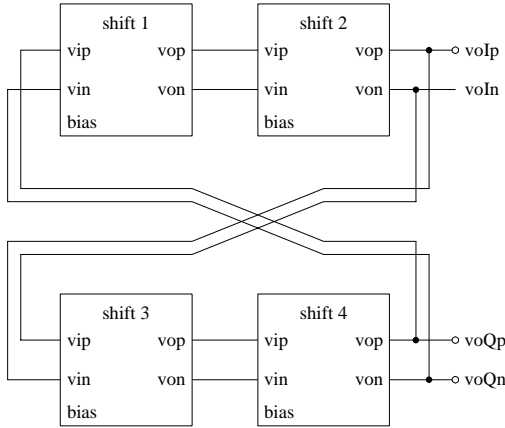 shift 1 shift 2
vip vop vip vop voIp
vin von vin von voIn
bias bias
shift 3 shift 4
vip vop vip vop voQp
vin von vin von voQn
bias bias